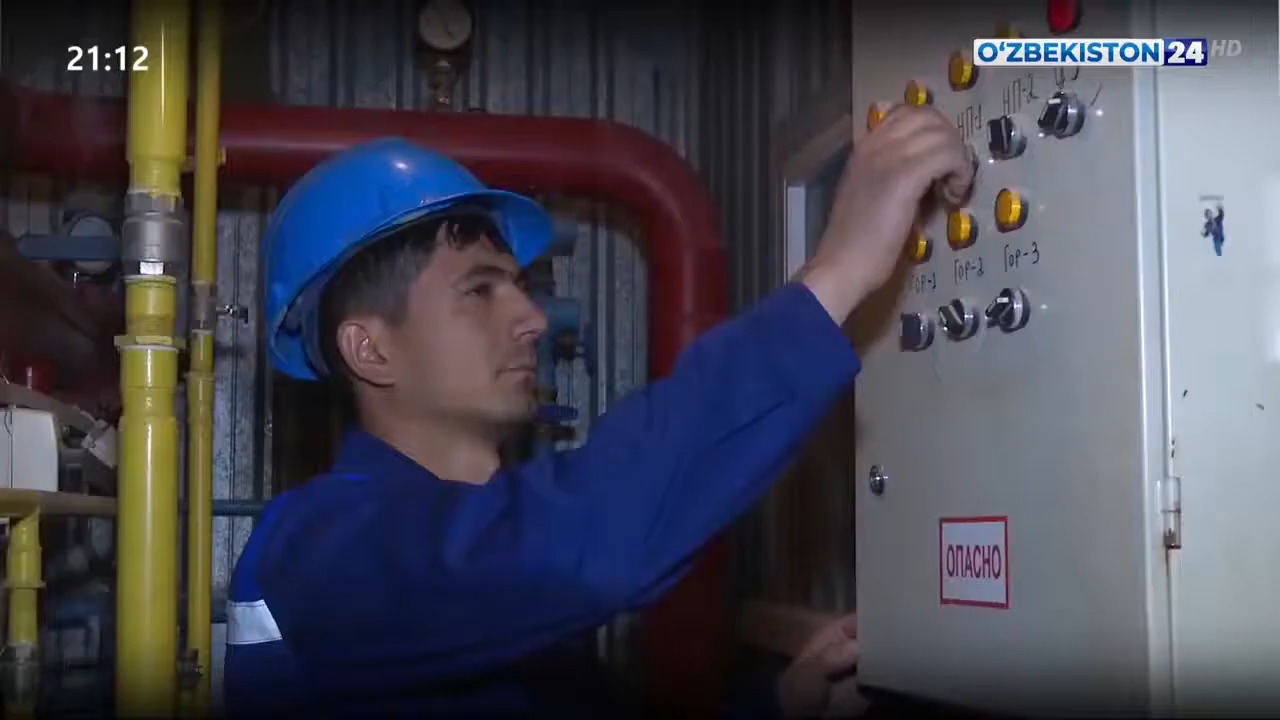 21:12
O‘ZBEKISTON 24 HD
НП-1 НП-2
Гор-1 Гор-2 Гор-3
ОПАСНО